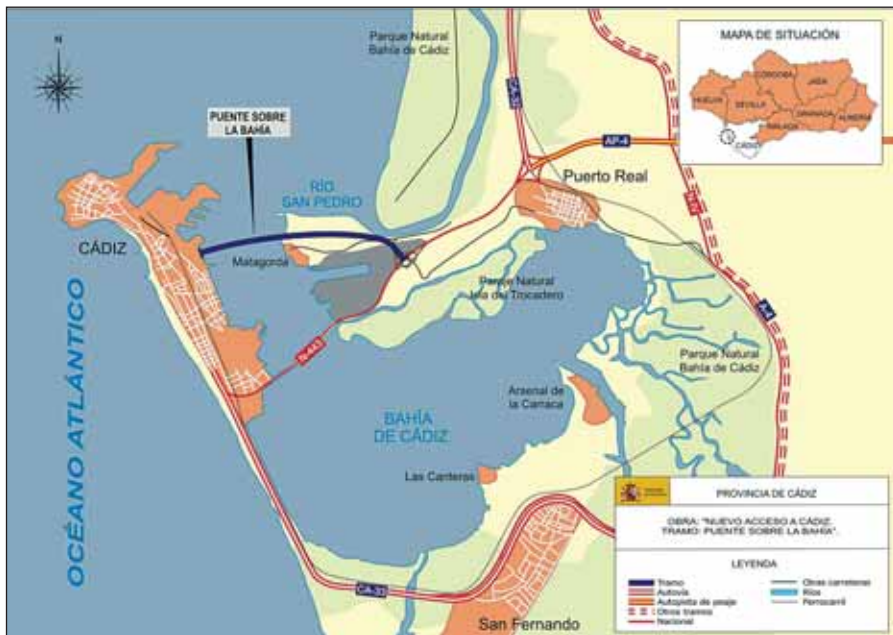 N
Parque Natural
Bahía de Cádiz
CA-32
MAPA DE SITUACIÓN
CÓRDOBA
JAÉN
HUELVA
SEVILLA
GRANADA
ALMERÍA
MÁLAGA
CÁDIZ
PUENTE SOBRE
LA BAHÍA
AP-4
N-IV
Puerto Real
RÍO
SAN PEDRO
CÁDIZ
Matagorda
Parque Natural
Isla del Trocadero
A-4
N-443
Parque Natural
Bahía de Cádiz
OCÉANO ATLÁNTICO
Arsenal de
la Carraca
BAHÍA
DE CÁDIZ
Las Canteras
PROVINCIA DE CÁDIZ
OBRA: "NUEVO ACCESO A CÁDIZ.
TRAMO: PUENTE SOBRE LA BAHÍA".
LEYENDA
Tramo
Autovía
Autopista de peaje
Otros tramos
Nacional
Otras carreteras
Ríos
Ferrocarril
CA-33
San Fernando